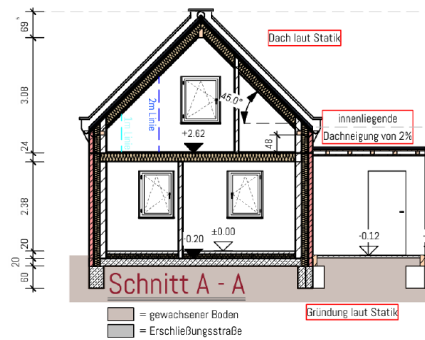 69⁵
Dach laut Statik
3.08
45.0°
2m Linie
innenliegende
Dachneigung von 2%
+2.62
48
24
2.38
±0.00
-0.20
-0.12
20
20
60
Schnitt A - A
Gründung laut Statik
= gewachsener Boden
= Erschließungsstraße